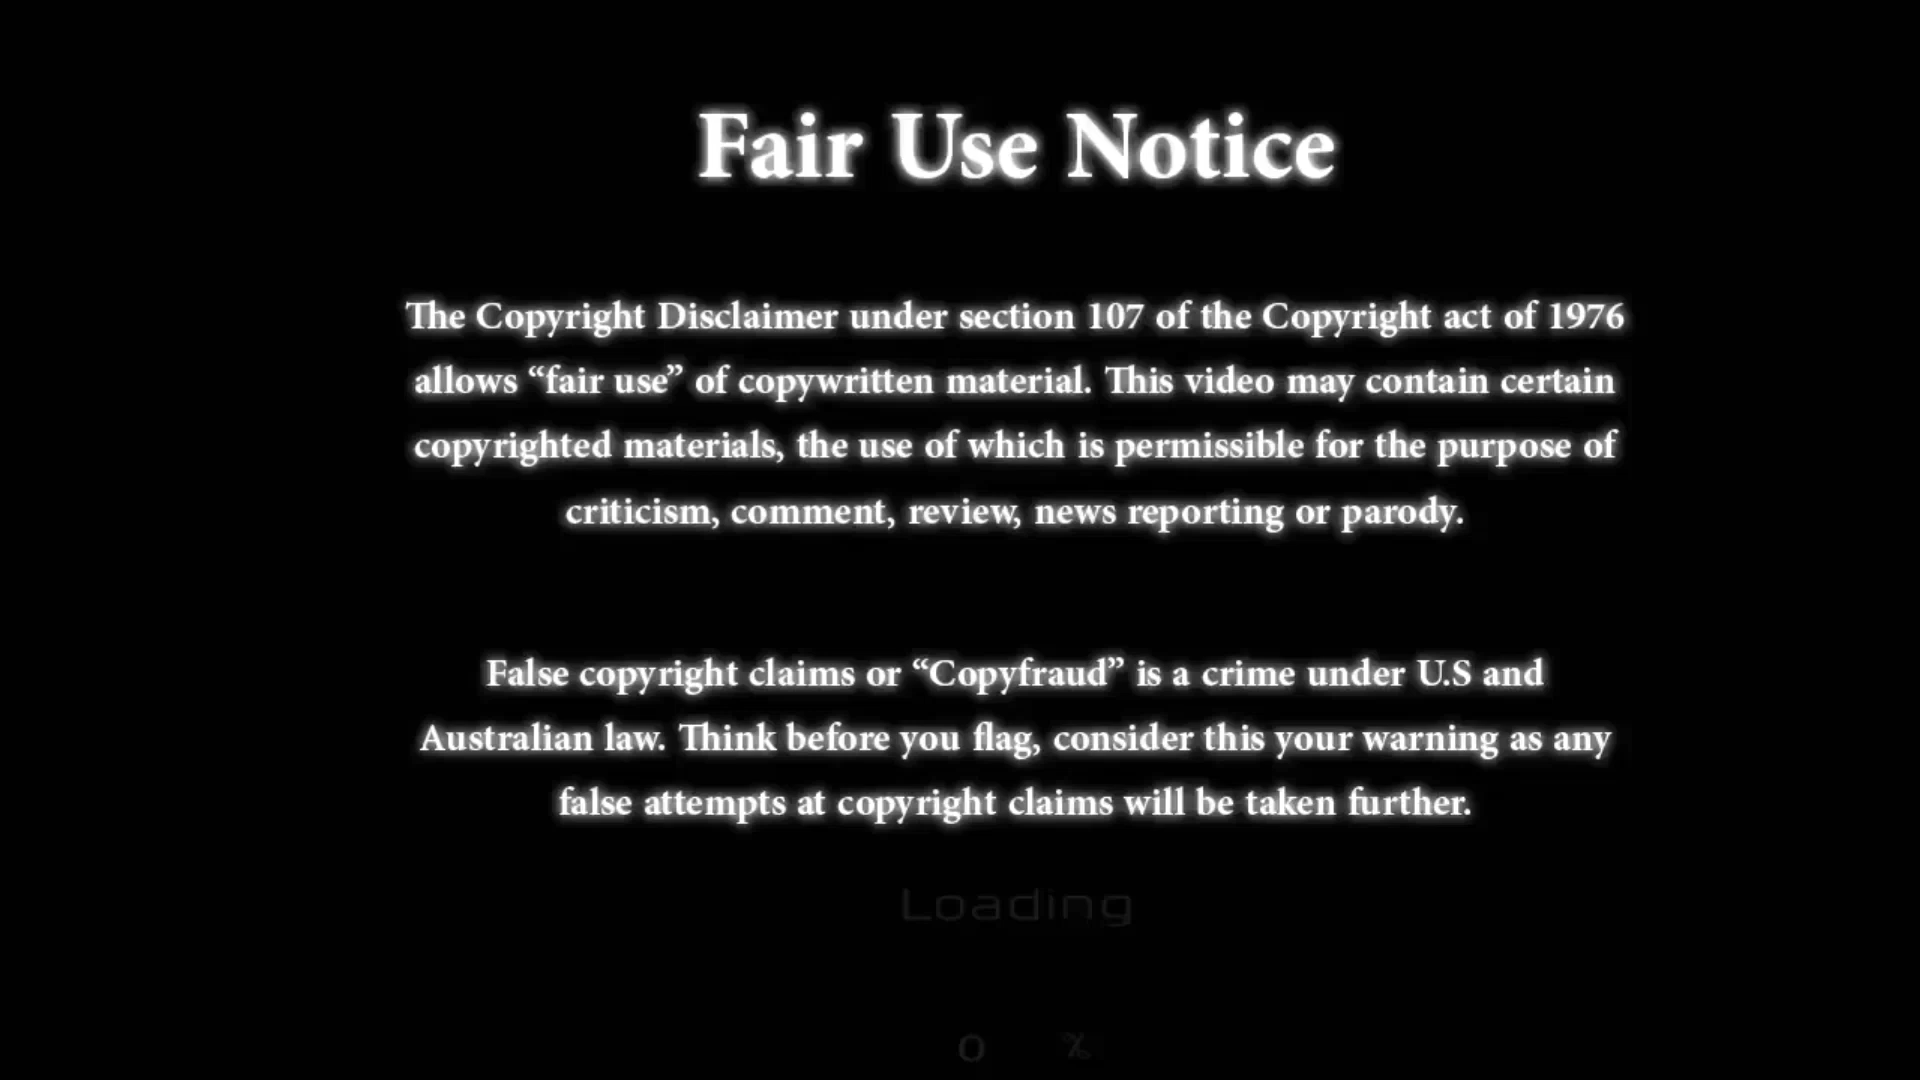 Fair Use Notice
The Copyright Disclaimer under section 107 of the Copyright act of 1976
allows “fair use” of copywritten material. This video may contain certain
copyrighted materials, the use of which is permissible for the purpose of
criticism, comment, review, news reporting or parody.
False copyright claims or “Copyfraud” is a crime under U.S and
Australian law. Think before you flag, consider this your warning as any
false attempts at copyright claims will be taken further.
Loading
0 %